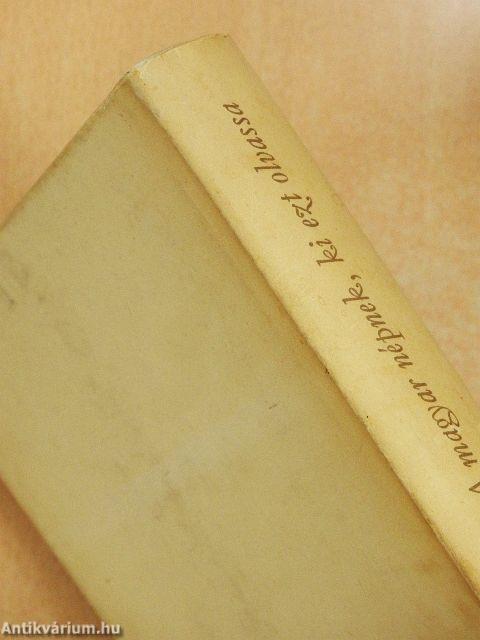 A magyar népnek, ki ezt olvassa
Antikvárium.hu